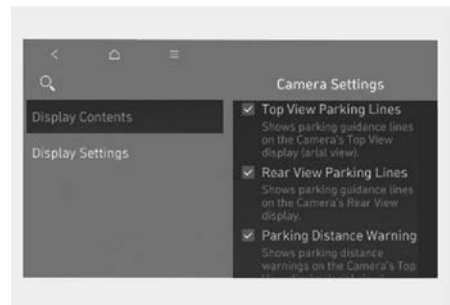 Camera Settings
Display Contents
Display Settings
Top View Parking Lines
Shows parking guidance lines
on the Camera's Top View
display (arial view).
Rear View Parking Lines
Shows parking guidance lines
on the Camera's Rear View
display.
Parking Distance Warning
Shows parking distance
warnings on the Camera's Top